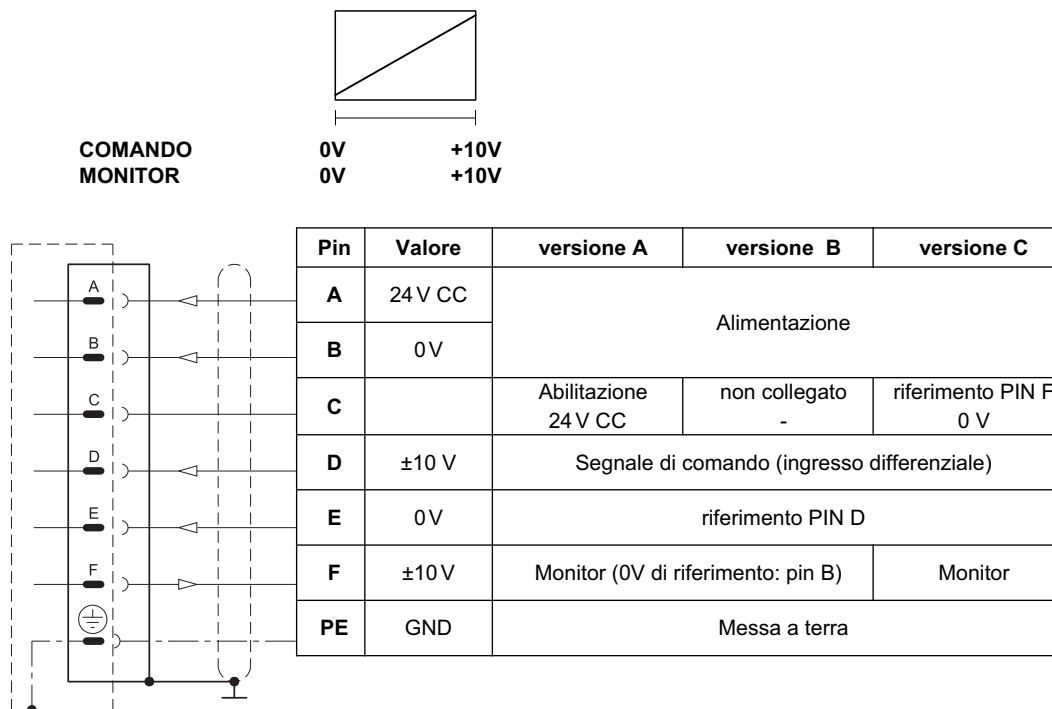 COMANDO 0V +10V
MONITOR 0V +10V
Pin Valore versione A versione B versione C
A A 24 V CC Alimentazione
B B 0 V
C C Abilitazione 24 V CC non collegato - riferimento PIN F 0 V
D D ±10 V Segnale di comando (ingresso differenziale)
E E 0 V riferimento PIN D
F F ±10 V Monitor (0V di riferimento: pin B) Monitor
PE GND Messa a terra